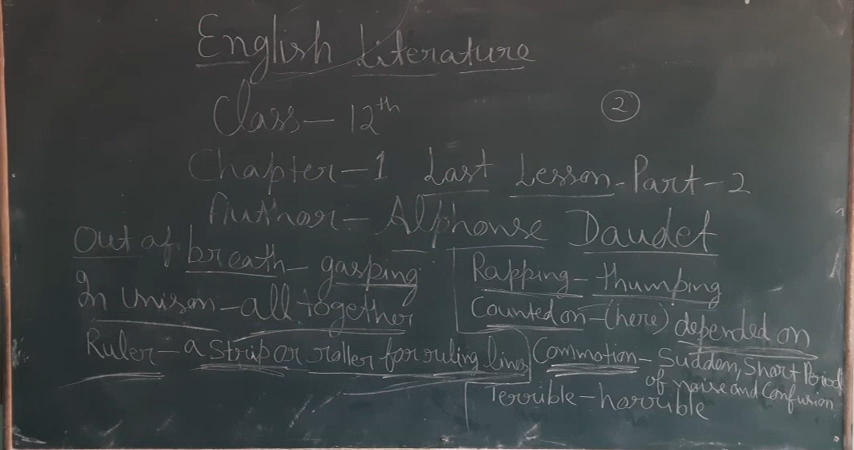 English Literature
Class - 12th
2
Chapter - 1 Last Lesson - Part - 2
Author - Alphonse Daudet
Out of breath - gasping
In Unison - all together
Ruler - a strip or roller for ruling lines
Rapping - thumping
Counted on - (here) depended on
Commotion - Sudden, Short Period
of noise and Confusion
Terrible - horrible